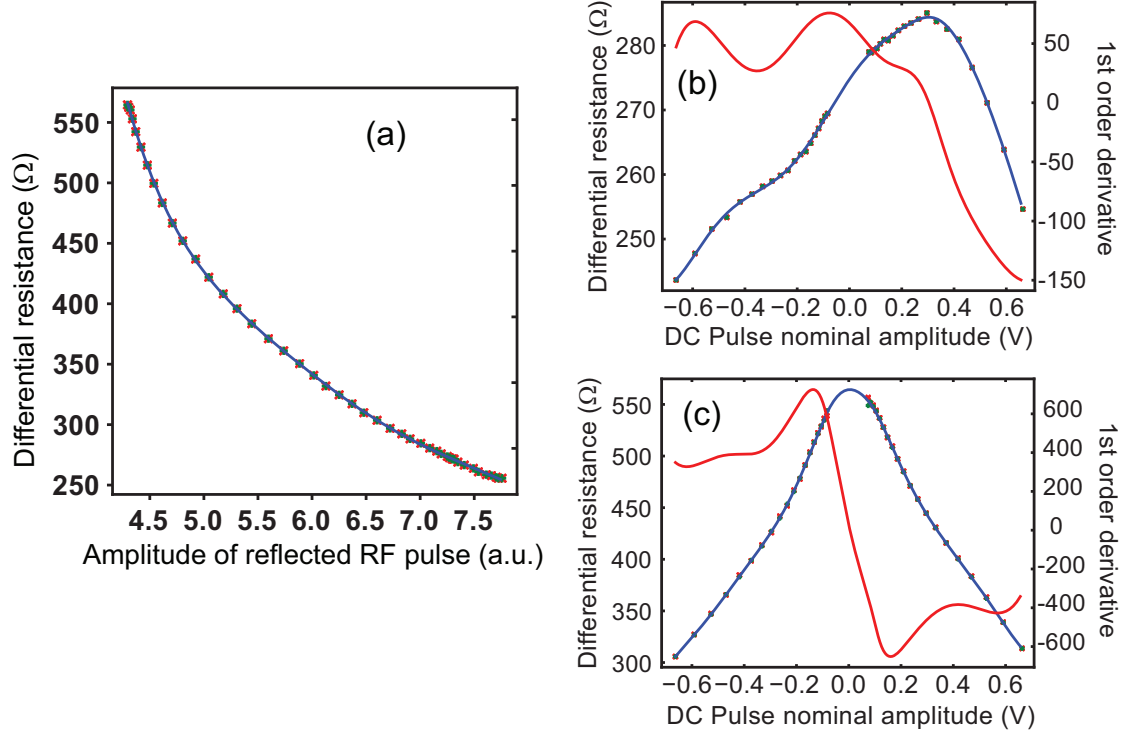 (a)
Differential resistance (Ω)
550
500
450
400
350
300
250
4.5 5.0 5.5 6.0 6.5 7.0 7.5
Amplitude of reflected RF pulse (a.u.)
(b)
Differential resistance (Ω)
280
270
260
250
50
0
-50
-100
-150
1st order derivative
−0.6 −0.4 −0.2 0.0 0.2 0.4 0.6
DC Pulse nominal amplitude (V)
(c)
Differential resistance (Ω)
550
500
450
400
350
300
600
400
200
0
-200
-400
-600
1st order derivative
−0.6 −0.4 −0.2 0.0 0.2 0.4 0.6
DC Pulse nominal amplitude (V)